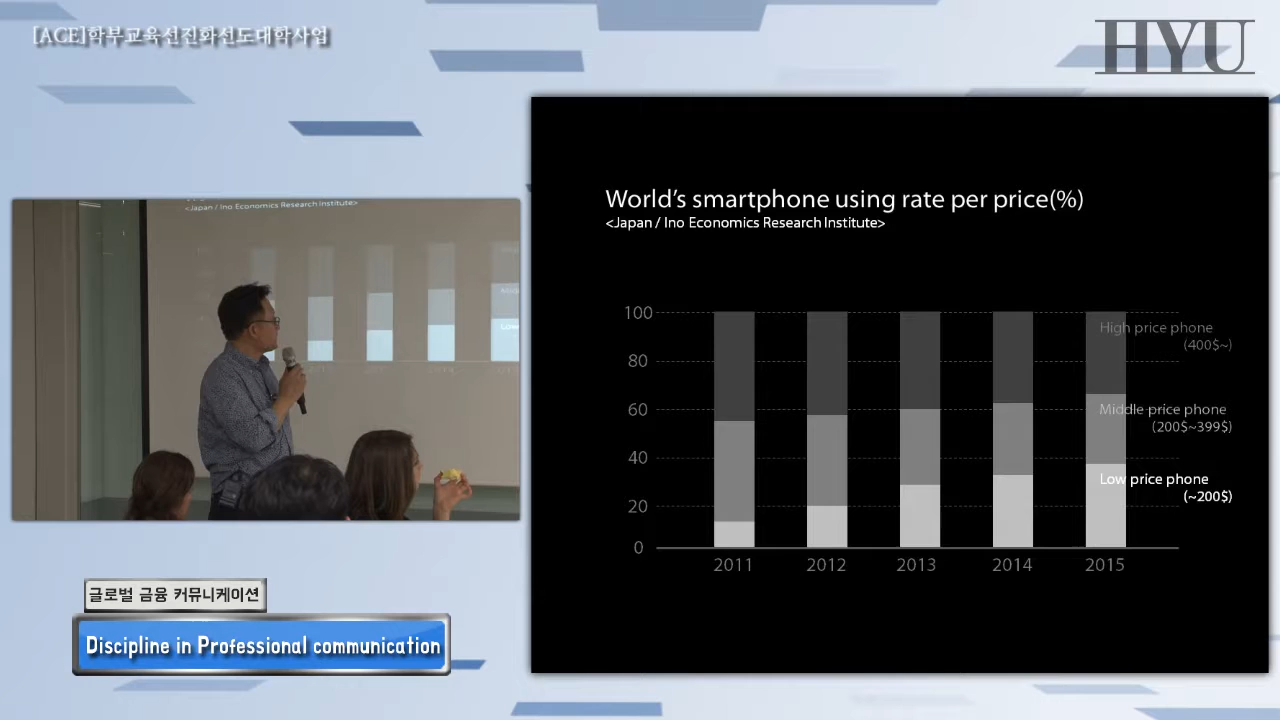 [ACE]학부교육선진화선도대학사업
HYU
World's smartphone using rate per price(%)
<Japan / Ino Economics Research Institute>
<Japan / Ino Economics Research Institute>
100
High price phone
(400$~)
80
60
Middle price phone
(200$~399$)
40
Low price phone
(~200$)
20
0
2011 2012 2013 2014 2015
글로벌 금융 커뮤니케이션
Discipline in Professional communication